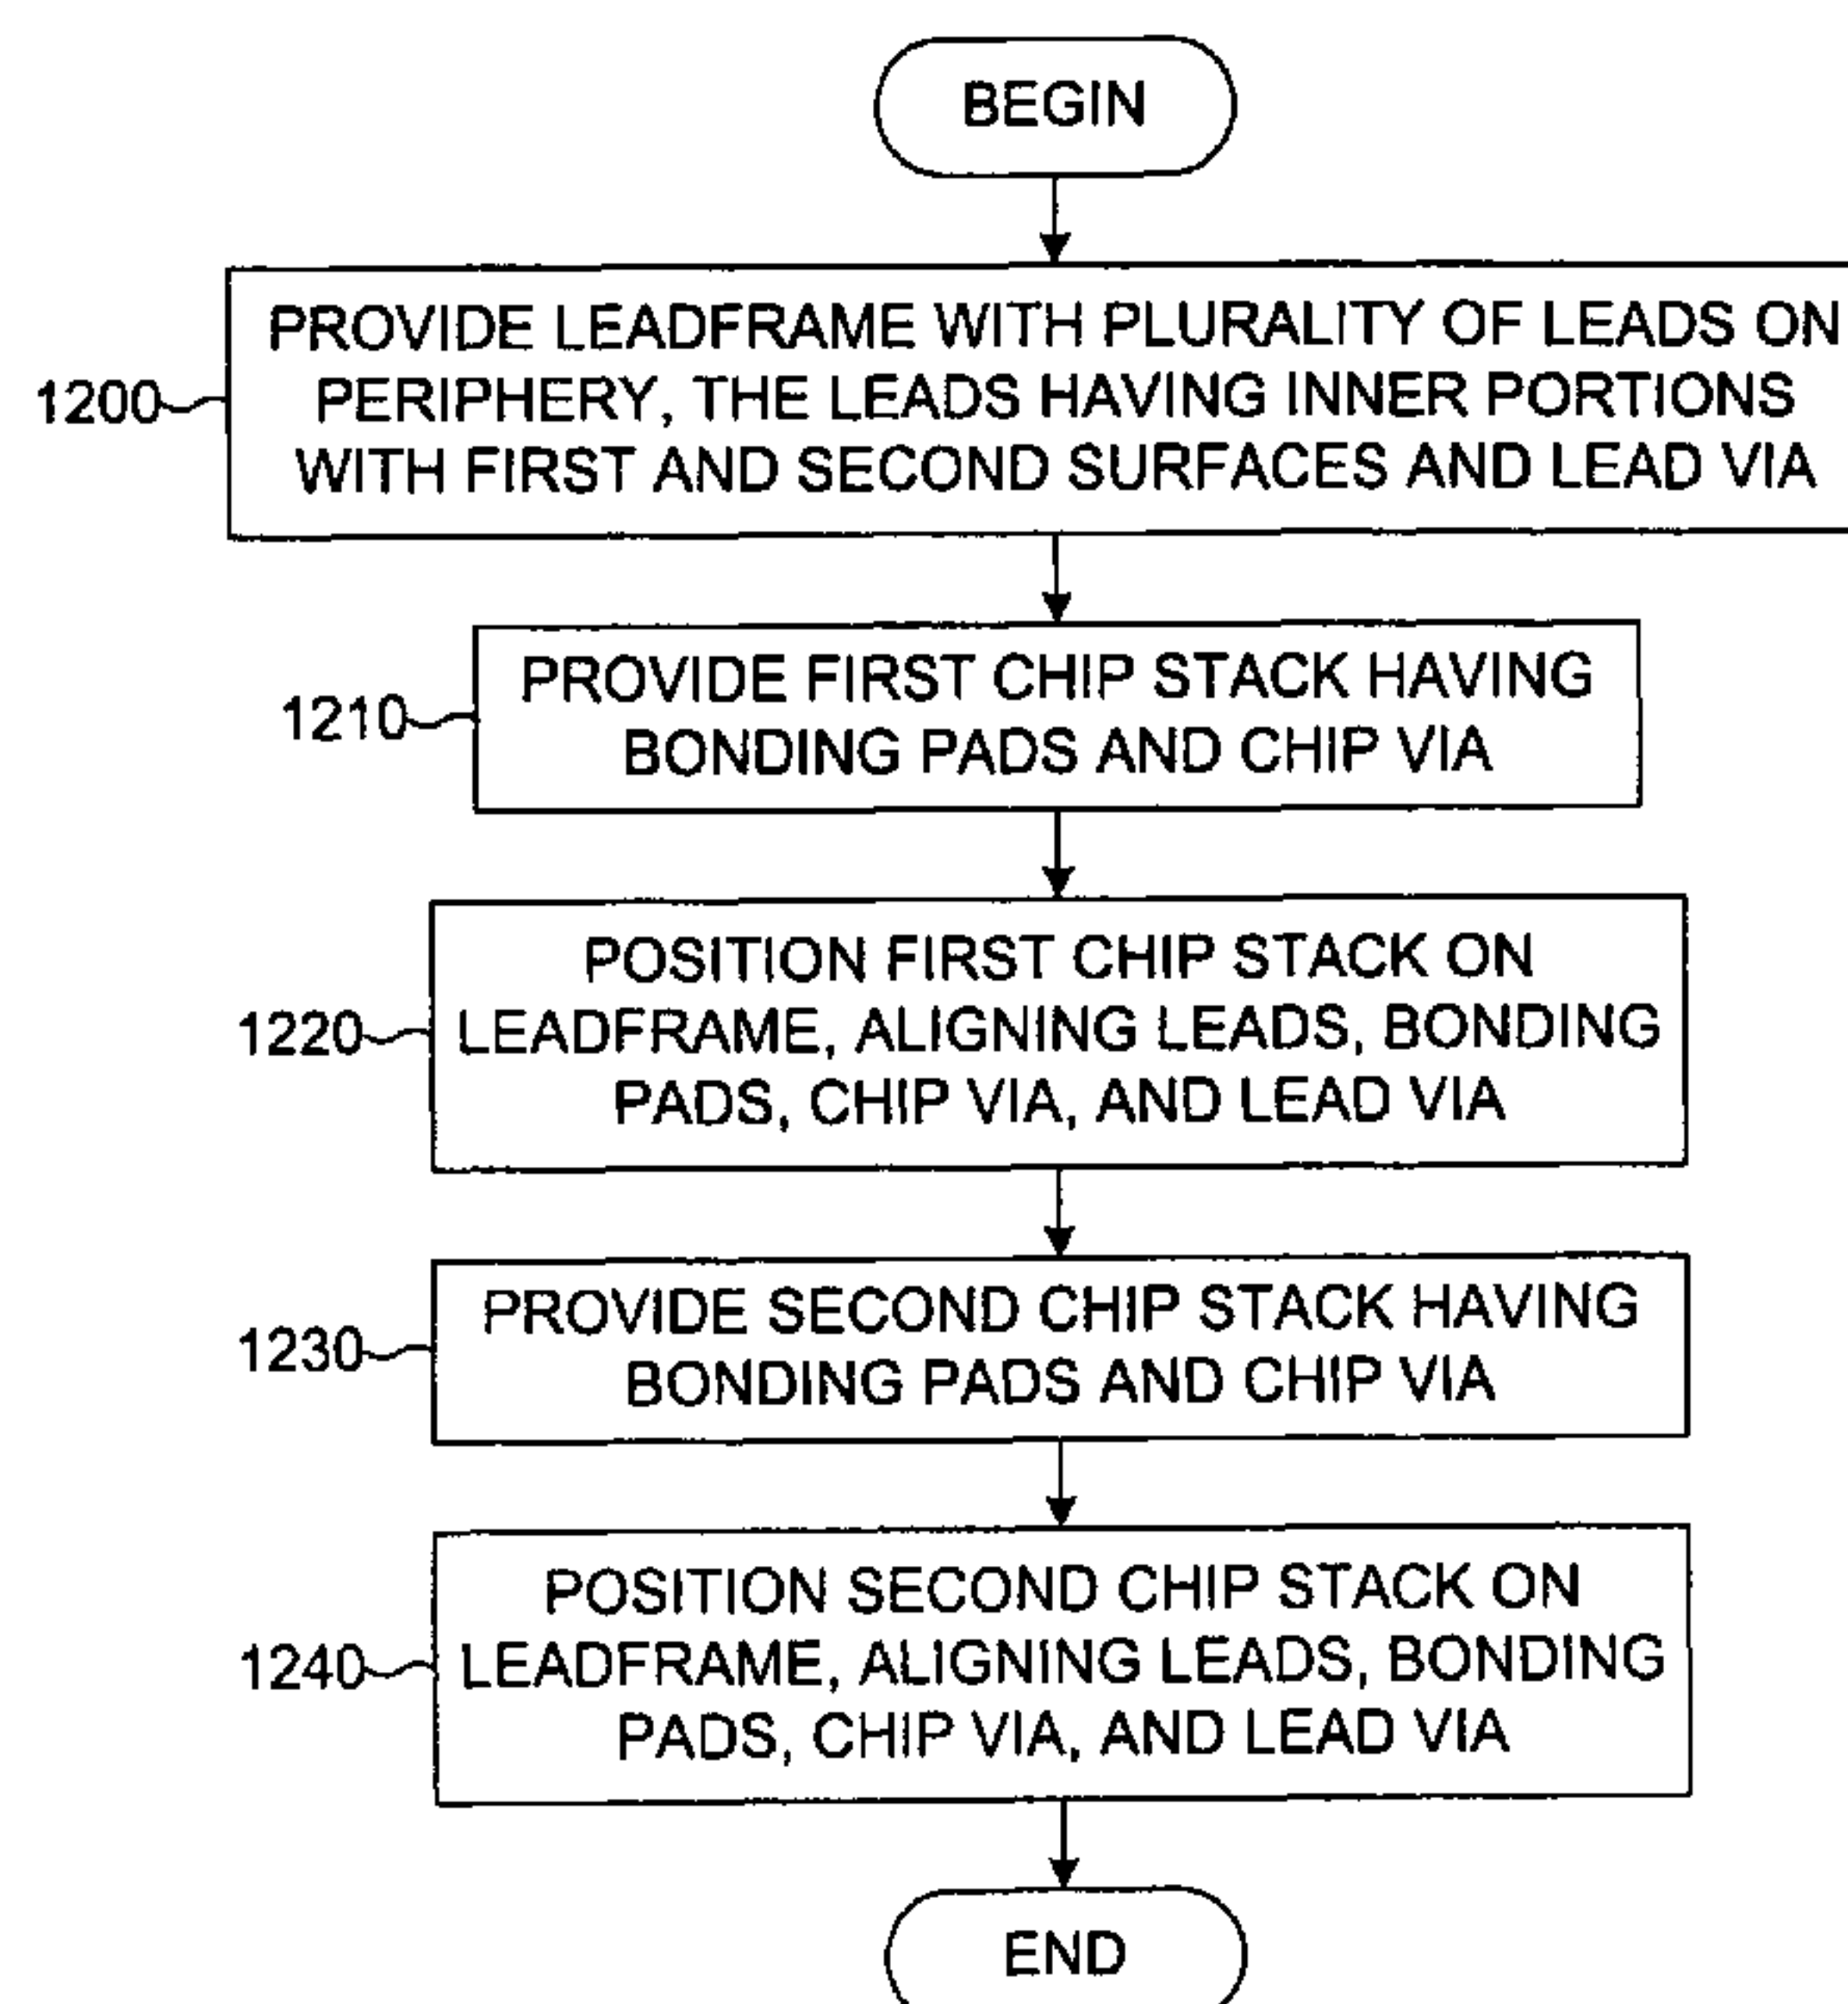 BEGIN
PROVIDE LEADFRAME WITH PLURALITY OF LEADS ON
PERIPHERY, THE LEADS HAVING INNER PORTIONS
WITH FIRST AND SECOND SURFACES AND LEAD VIA
1200
PROVIDE FIRST CHIP STACK HAVING
BONDING PADS AND CHIP VIA
1210
POSITION FIRST CHIP STACK ON
LEADFRAME, ALIGNING LEADS, BONDING
PADS, CHIP VIA, AND LEAD VIA
1220
PROVIDE SECOND CHIP STACK HAVING
BONDING PADS AND CHIP VIA
1230
POSITION SECOND CHIP STACK ON
LEADFRAME, ALIGNING LEADS, BONDING
PADS, CHIP VIA, AND LEAD VIA
1240
END